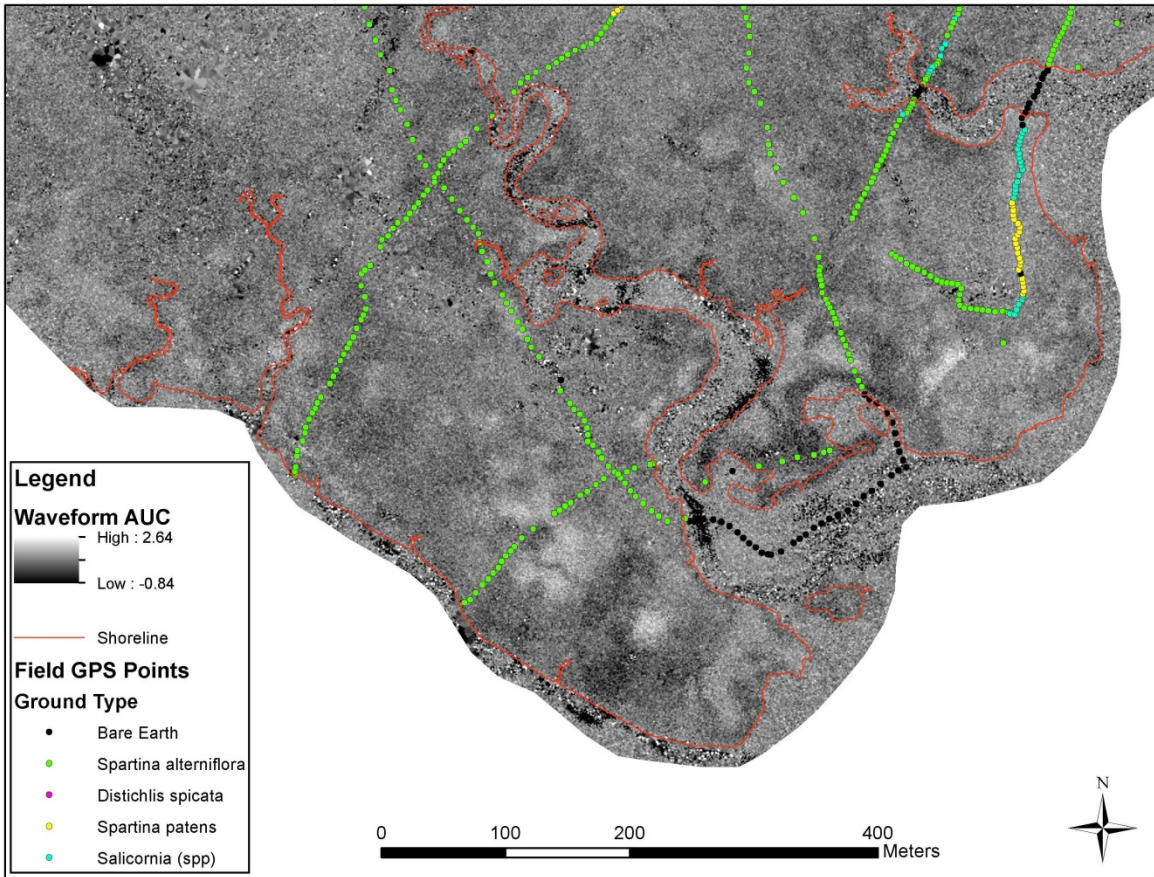 Legend
Waveform AUC
High : 2.64
Low : -0.84
Shoreline
Field GPS Points
Ground Type
Bare Earth
Spartina alterniflora
Distichlis spicata
Spartina patens
Salicornia (spp)
0 100 200 400
Meters
N